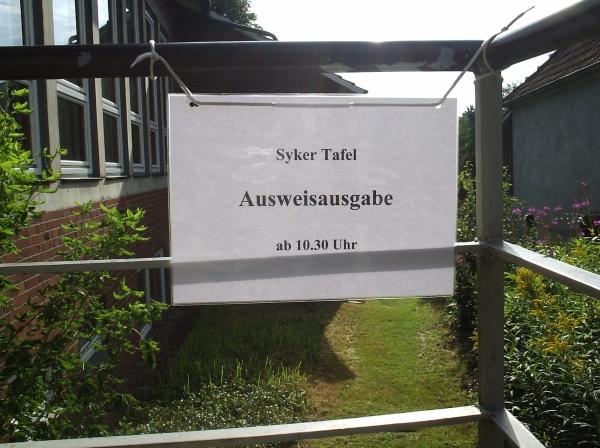 Syker Tafel
Ausweisausgabe
ab 10.30 Uhr